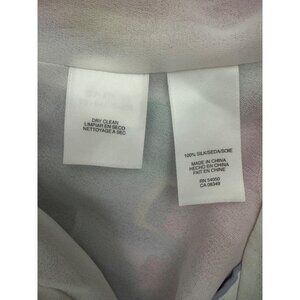 DRY CLEAN
LIMPIAR EN SECO
NETTOYAGE A SEC
100% SILK/SEDA/SOIE
MADE IN CHINA
HECHO EN CHINA
FAIT EN CHINE
RN 54050
CA 08349